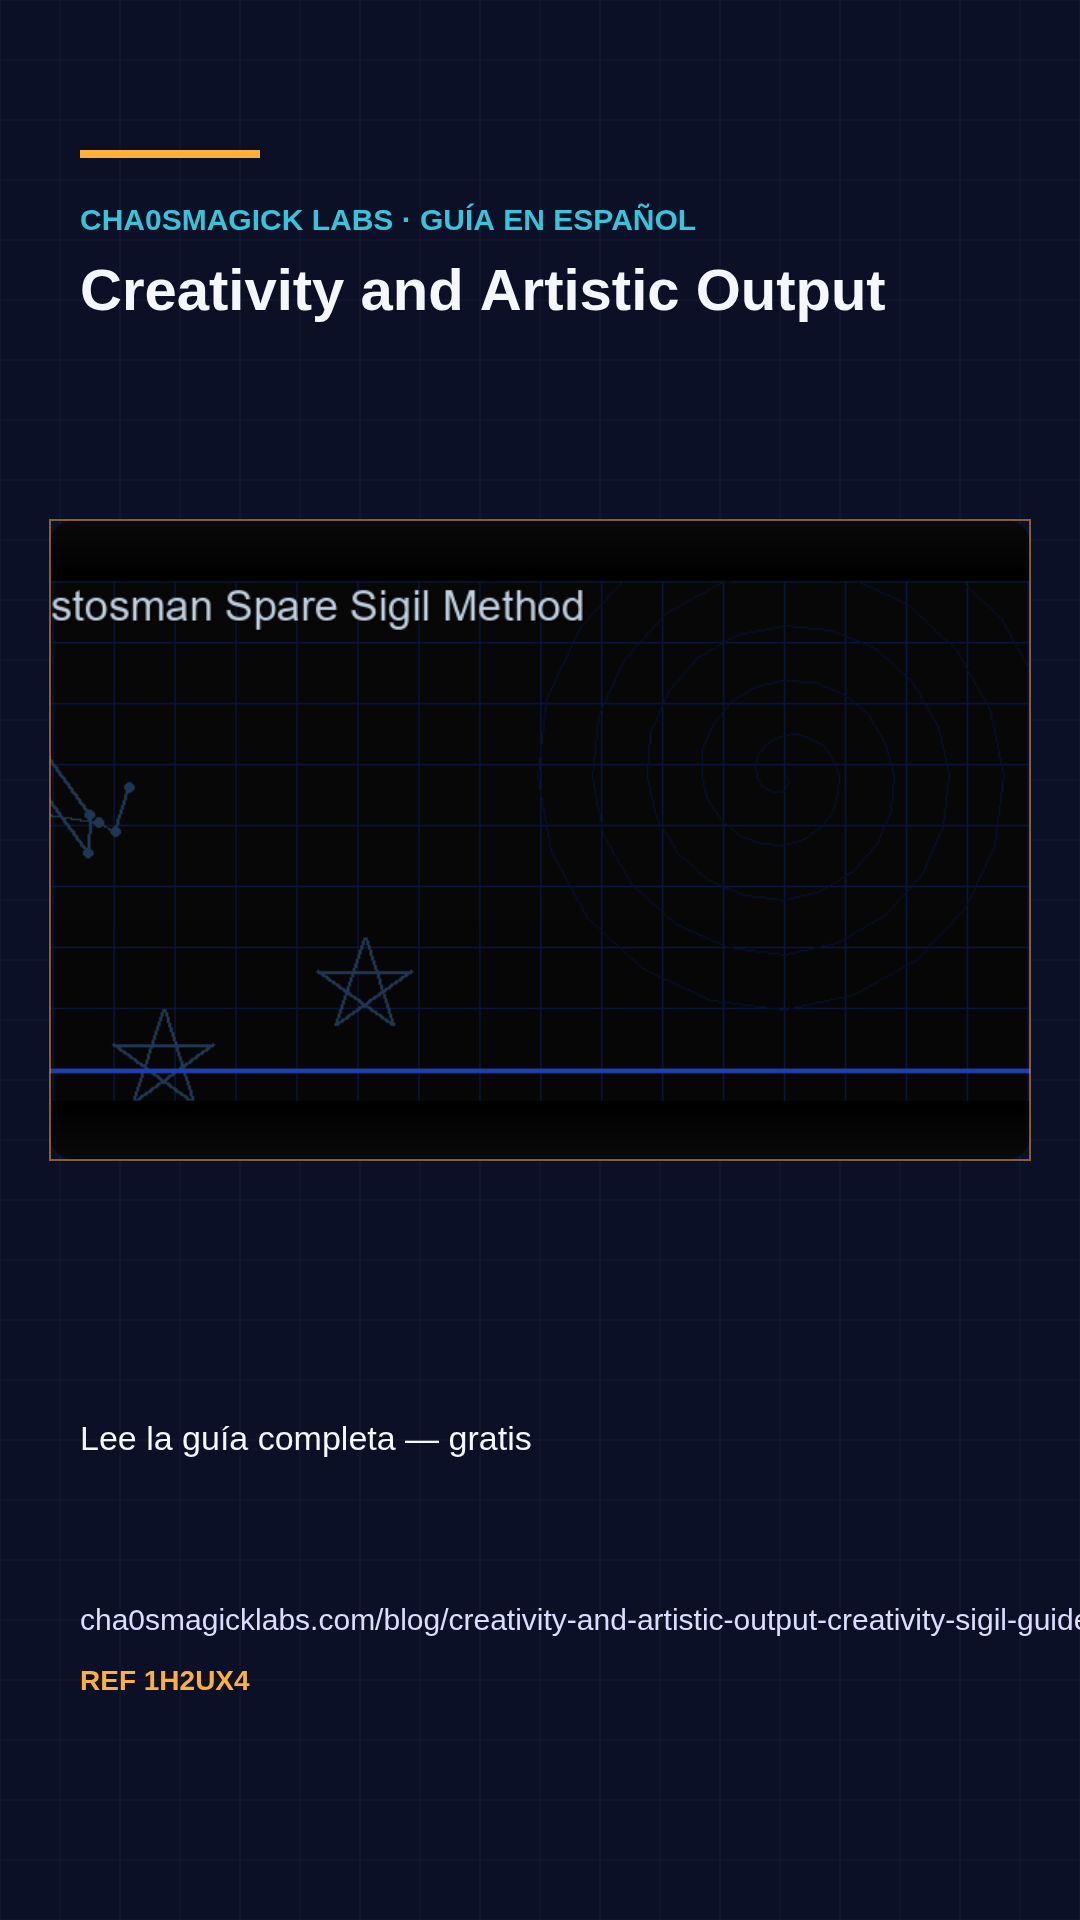 CHA0SMAGICK LABS · GUÍA EN ESPAÑOL
Creativity and Artistic Output
stosman Spare Sigil Method
Lee la guía completa — gratis
cha0smagicklabs.com/blog/creativity-and-artistic-output-creativity-sigil-guide
REF 1H2UX4